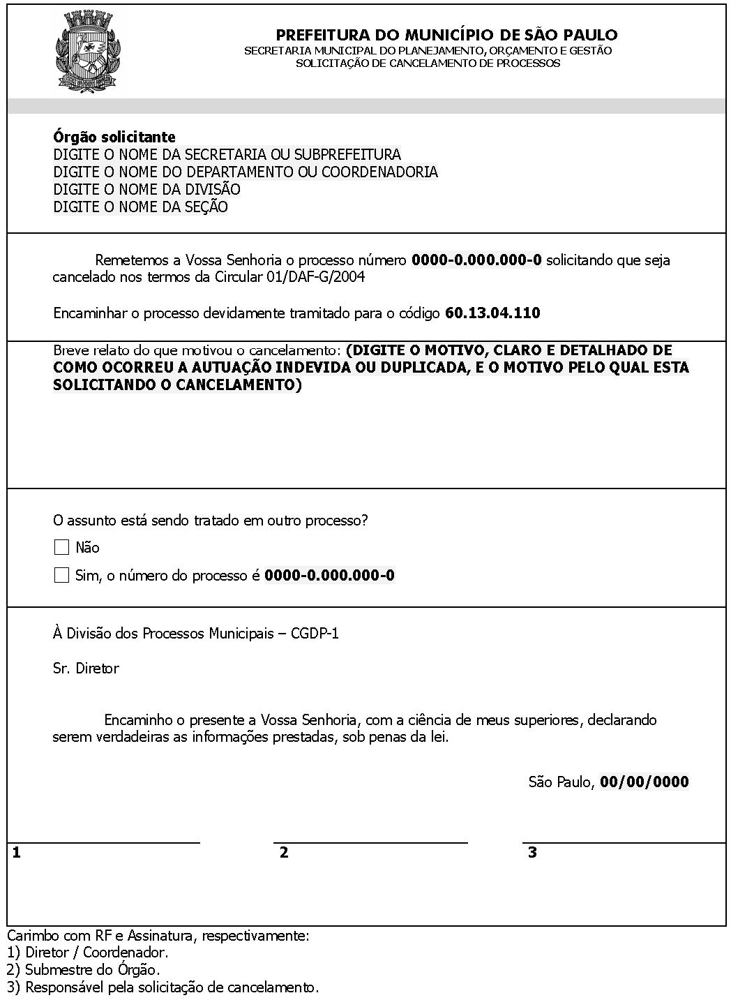 PREFEITURA DO MUNICÍPIO DE SÃO PAULO
SECRETARIA MUNICIPAL DO PLANEJAMENTO, ORÇAMENTO E GESTÃO
SOLICITAÇÃO DE CANCELAMENTO DE PROCESSOS
Órgão solicitante
DIGITE O NOME DA SECRETARIA OU SUBPREFEITURA
DIGITE O NOME DO DEPARTAMENTO OU COORDENADORIA
DIGITE O NOME DA DIVISÃO
DIGITE O NOME DA SEÇÃO
Remetemos a Vossa Senhoria o processo número 0000-0.000.000-0 solicitando que seja
cancelado nos termos da Circular 01/DAF-G/2004
Encaminhar o processo devidamente tramitado para o código 60.13.04.110
Breve relato do que motivou o cancelamento: (DIGITE O MOTIVO, CLARO E DETALHADO DE
COMO OCORREU A AUTUAÇÃO INDEVIDA OU DUPLICADA, E O MOTIVO PELO QUAL ESTA
SOLICITANDO O CANCELAMENTO)
O assunto está sendo tratado em outro processo?
Não
Sim, o número do processo é 0000-0.000.000-0
À Divisão dos Processos Municipais – CGDP-1
Sr. Diretor
Encaminho o presente a Vossa Senhoria, com a ciência de meus superiores, declarando
serem verdadeiras as informações prestadas, sob penas da lei.
São Paulo, 00/00/0000
1 2 3
Carimbo com RF e Assinatura, respectivamente:
1) Diretor / Coordenador.
2) Submestre do Órgão.
3) Responsável pela solicitação de cancelamento.